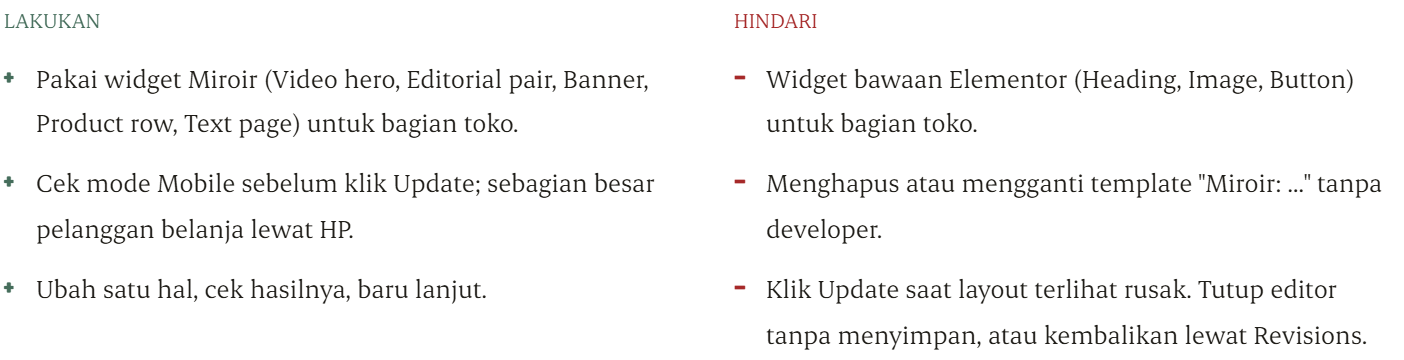 LAKUKAN
+ Pakai widget Miroir (Video hero, Editorial pair, Banner,
Product row, Text page) untuk bagian toko.
+ Cek mode Mobile sebelum klik Update; sebagian besar
pelanggan belanja lewat HP.
+ Ubah satu hal, cek hasilnya, baru lanjut.
HINDARI
– Widget bawaan Elementor (Heading, Image, Button)
untuk bagian toko.
– Menghapus atau mengganti template "Miroir: ..." tanpa
developer.
– Klik Update saat layout terlihat rusak. Tutup editor
tanpa menyimpan, atau kembalikan lewat Revisions.